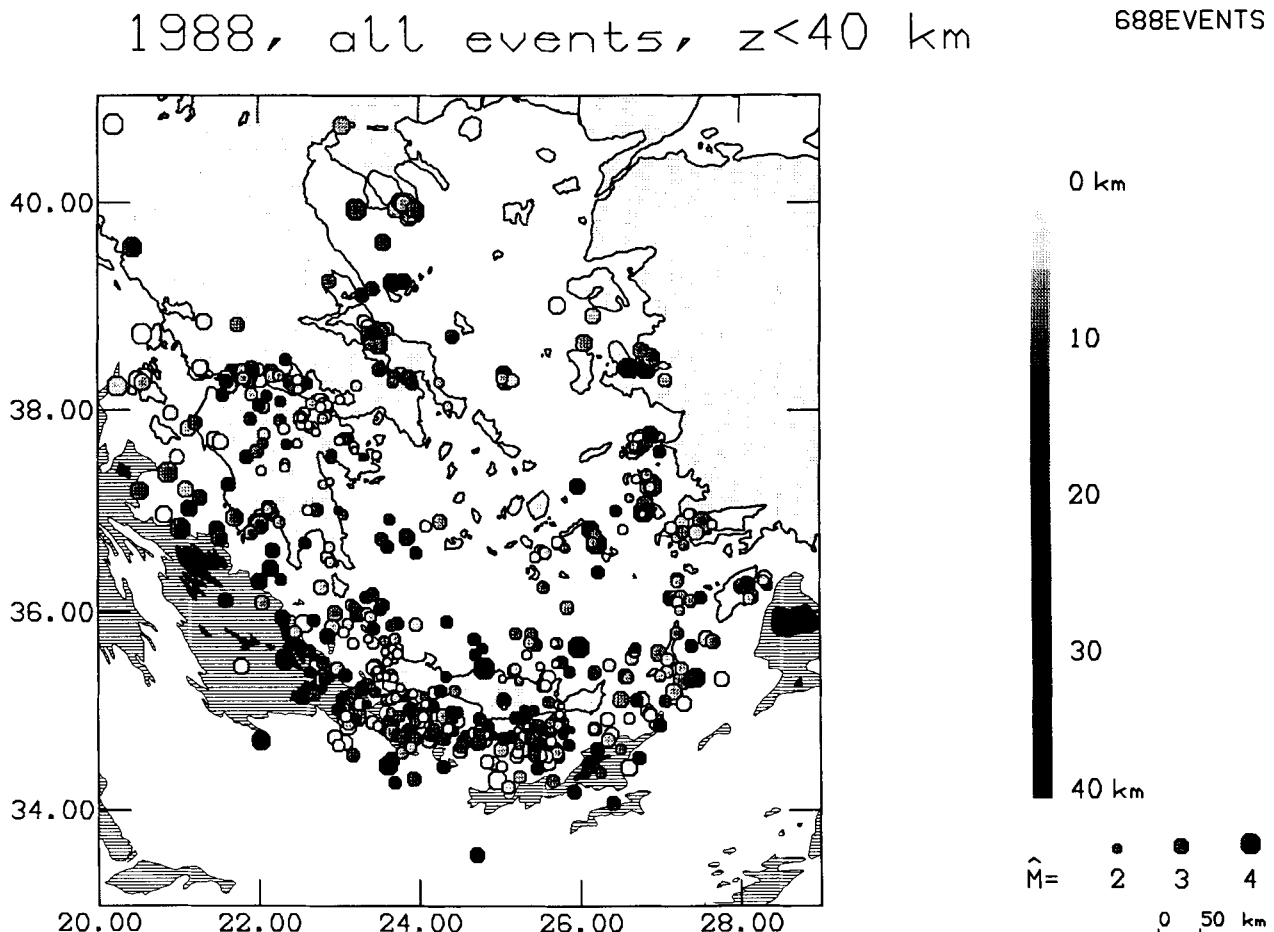 1988, all events, z<40 km
688EVENTS
0 km
10
20
30
40 km
40.00
38.00
36.00
34.00
20.00 22.00 24.00 26.00 28.00
M̂= 2 3 4
0 50 km